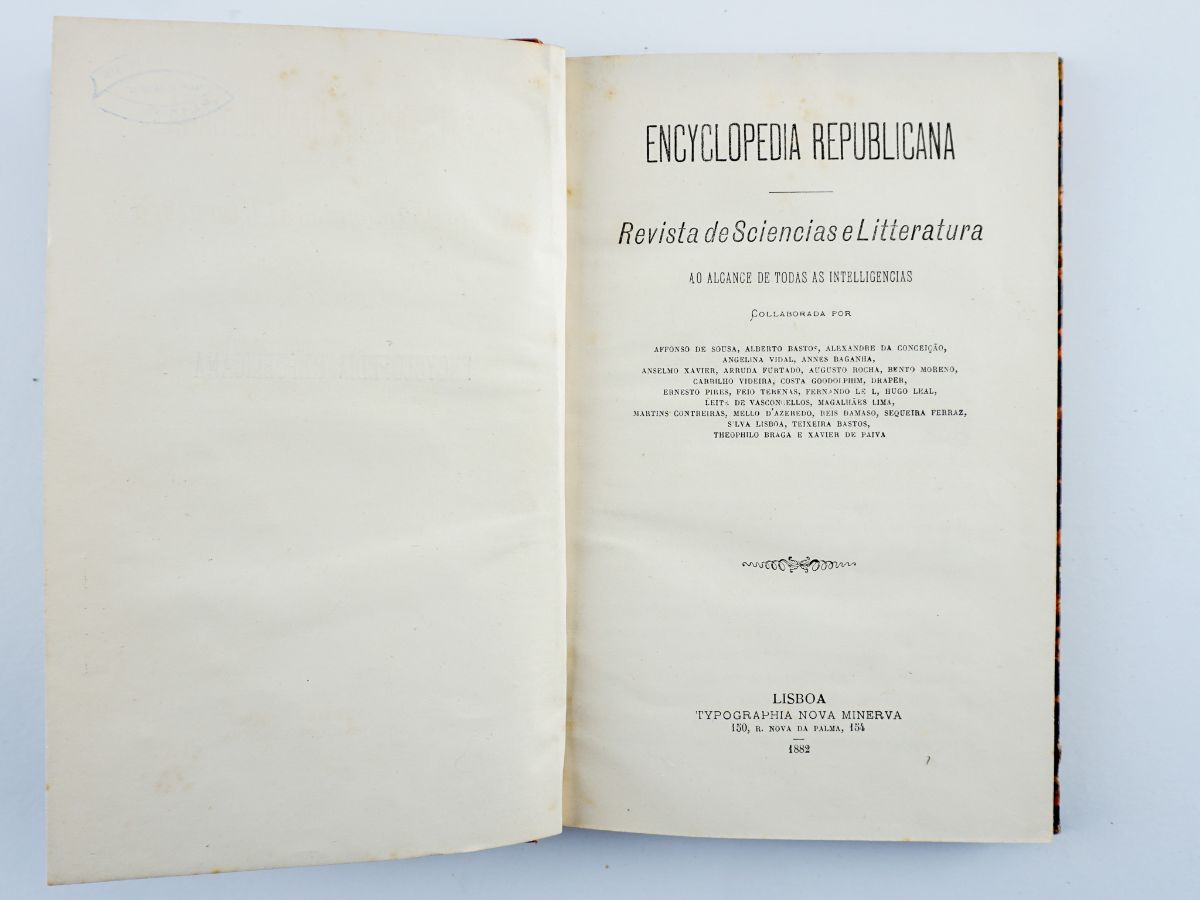 ENCYCLOPEDIA REPUBLICANA
Revista de Sciencias e Litteratura
AO ALCANCE DE TODAS AS INTELLIGENCIAS
COLLABORADA POR
AFFONSO DE SOUSA, ALBERTO BASTOS, ALEXANDRE DA CONCEIÇÃO,
ANGELINA VIDAL, ANNES BAGANHA,
ANSELMO XAVIER, ARRUDA FURTADO, AUGUSTO ROCHA, BENTO MORENO,
CARRILHO VIDEIRA, COSTA GOODOLPHIM, DRAPER,
ERNESTO PIRES, FEIO TERENAS, FERNANDO LE L, HUGO LEAL,
LEITE DE VASCONCELLOS, MAGALHÃES LIMA,
MARTINS CONTREIRAS, MELLO D'AZEREDO, REIS DAMASO, SEQUEIRA FERRAZ,
S'LVA LISBOA, TEIXEIRA BASTOS,
THEOPHILO BRAGA E XAVIER DE PAIVA
LISBOA
TYPOGRAPHIA NOVA MINERVA
150, R. NOVA DA PALMA, 154
1882